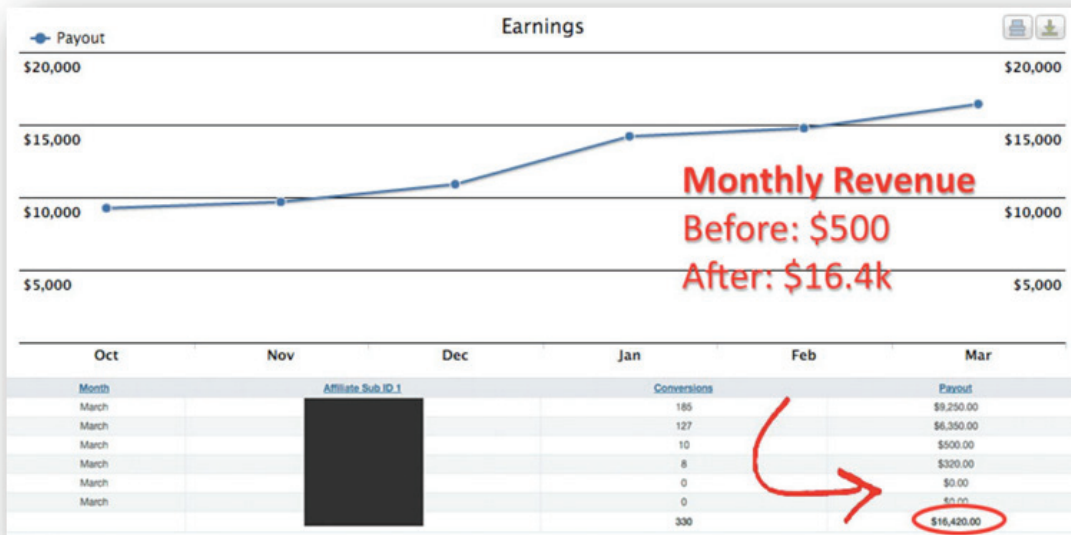 Earnings
Payout
$20,000 $20,000
$15,000 $15,000
Monthly Revenue
$10,000 $10,000
Before: $500
After: $16.4k
$5,000 $5,000
Oct Nov Dec Jan Feb Mar
Month Affiliate Sub ID 1 Conversions Payout
March 185 $9,250.00
March 127 $6,350.00
March 10 $500.00
March 8 $320.00
March 0 $0.00
March 0 $0.00
330 $16,420.00